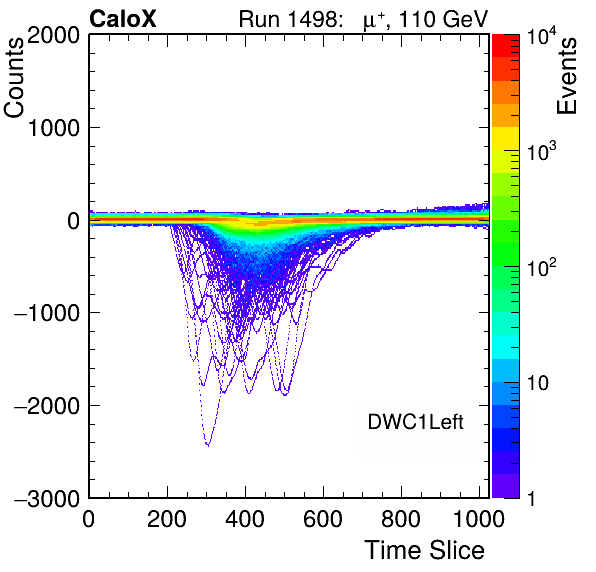 CaloX Run 1498: μ⁺, 110 GeV
Counts
Events
2000
1000
0
−1000
−2000
−3000
0 200 400 600 800 1000
Time Slice
DWC1Left
10⁴
10³
10²
10
1